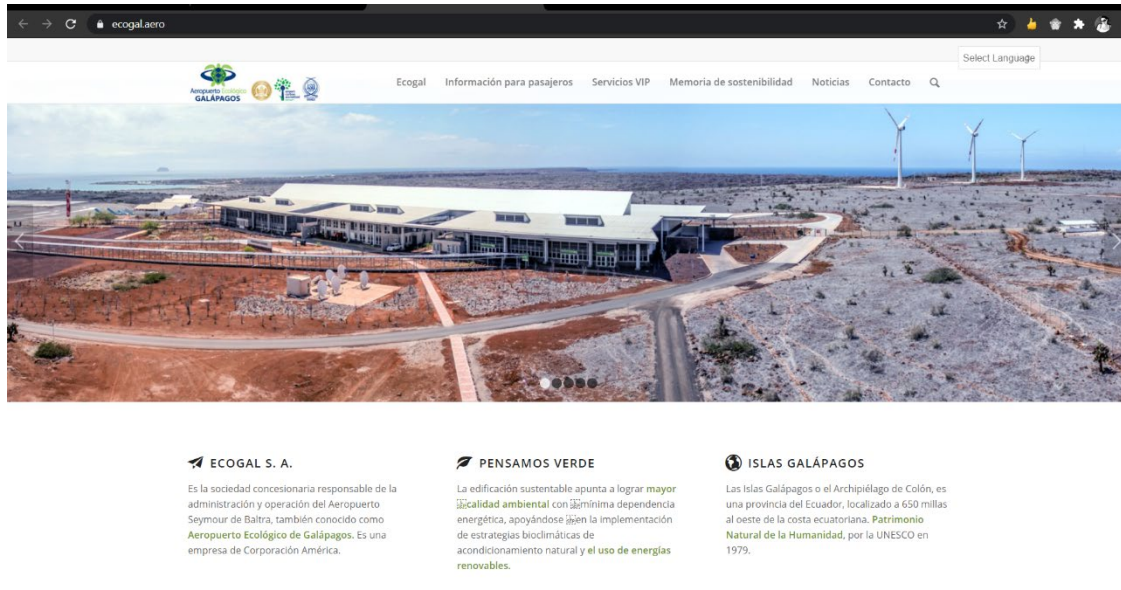 ecogal.aero
Select Language
Aeropuerto Ecológico
GALÁPAGOS
Ecogal Información para pasajeros Servicios VIP Memoria de sostenibilidad Noticias Contacto
ECOGAL S. A.
Es la sociedad concesionaria responsable de la
administración y operación del Aeropuerto
Seymour de Baltra, también conocido como
Aeropuerto Ecológico de Galápagos. Es una
empresa de Corporación América.
PENSAMOS VERDE
La edificación sustentable apunta a lograr mayor
calidad ambiental con mínima dependencia
energética, apoyándose en la implementación
de estrategias bioclimáticas de
acondicionamiento natural y el uso de energías
renovables.
ISLAS GALÁPAGOS
Las Islas Galápagos o el Archipiélago de Colón, es
una provincia del Ecuador, localizado a 650 millas
al oeste de la costa ecuatoriana. Patrimonio
Natural de la Humanidad, por la UNESCO en
1979.